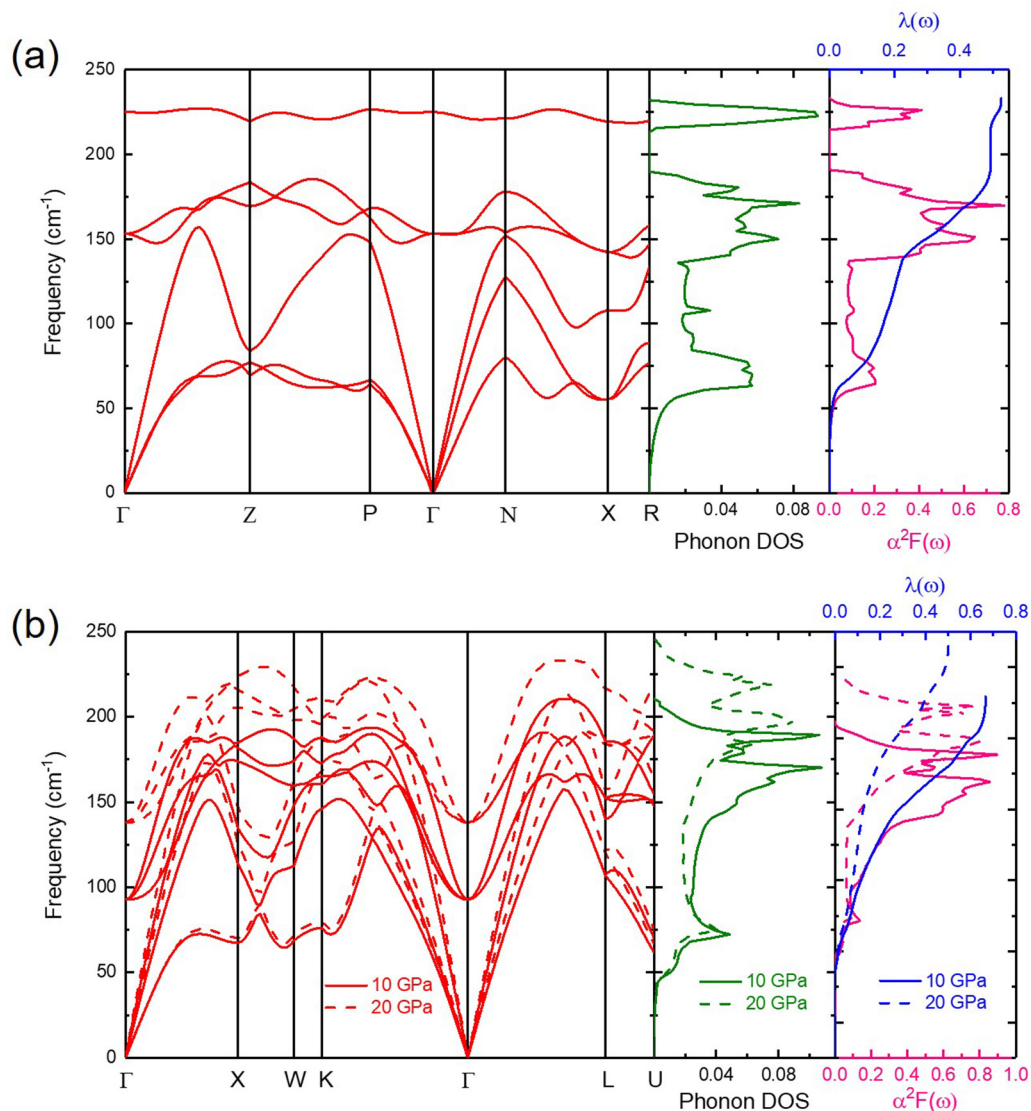 (a)
λ(ω)
0.0 0.2 0.4
250
200
150
100
50
0
Frequency (cm⁻¹)
Γ Z P Γ N X R
0.04 0.08
Phonon DOS
0.0 0.2 0.4 0.6 0.8
α²F(ω)
(b)
λ(ω)
0.0 0.2 0.4 0.6 0.8
250
200
150
100
50
0
Frequency (cm⁻¹)
10 GPa
20 GPa
10 GPa
20 GPa
10 GPa
20 GPa
Γ X W K Γ L U
0.04 0.08
Phonon DOS
0.0 0.2 0.4 0.6 0.8 1.0
α²F(ω)